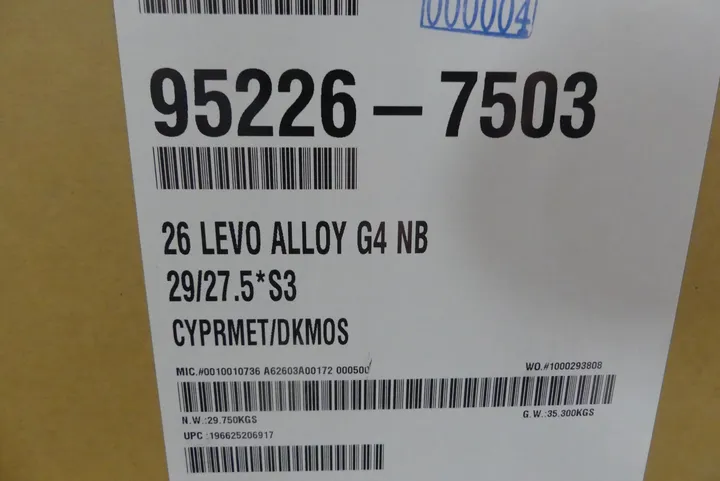 000004
95226-7503
26 LEVO ALLOY G4 NB
29/27.5*S3
CYPRMET/DKMOS
MIC.#0010010736 A62603A00172 000500
WO.#1000293808
N.W.:29.750KGS
G.W.:35.300KGS
UPC :196625206917